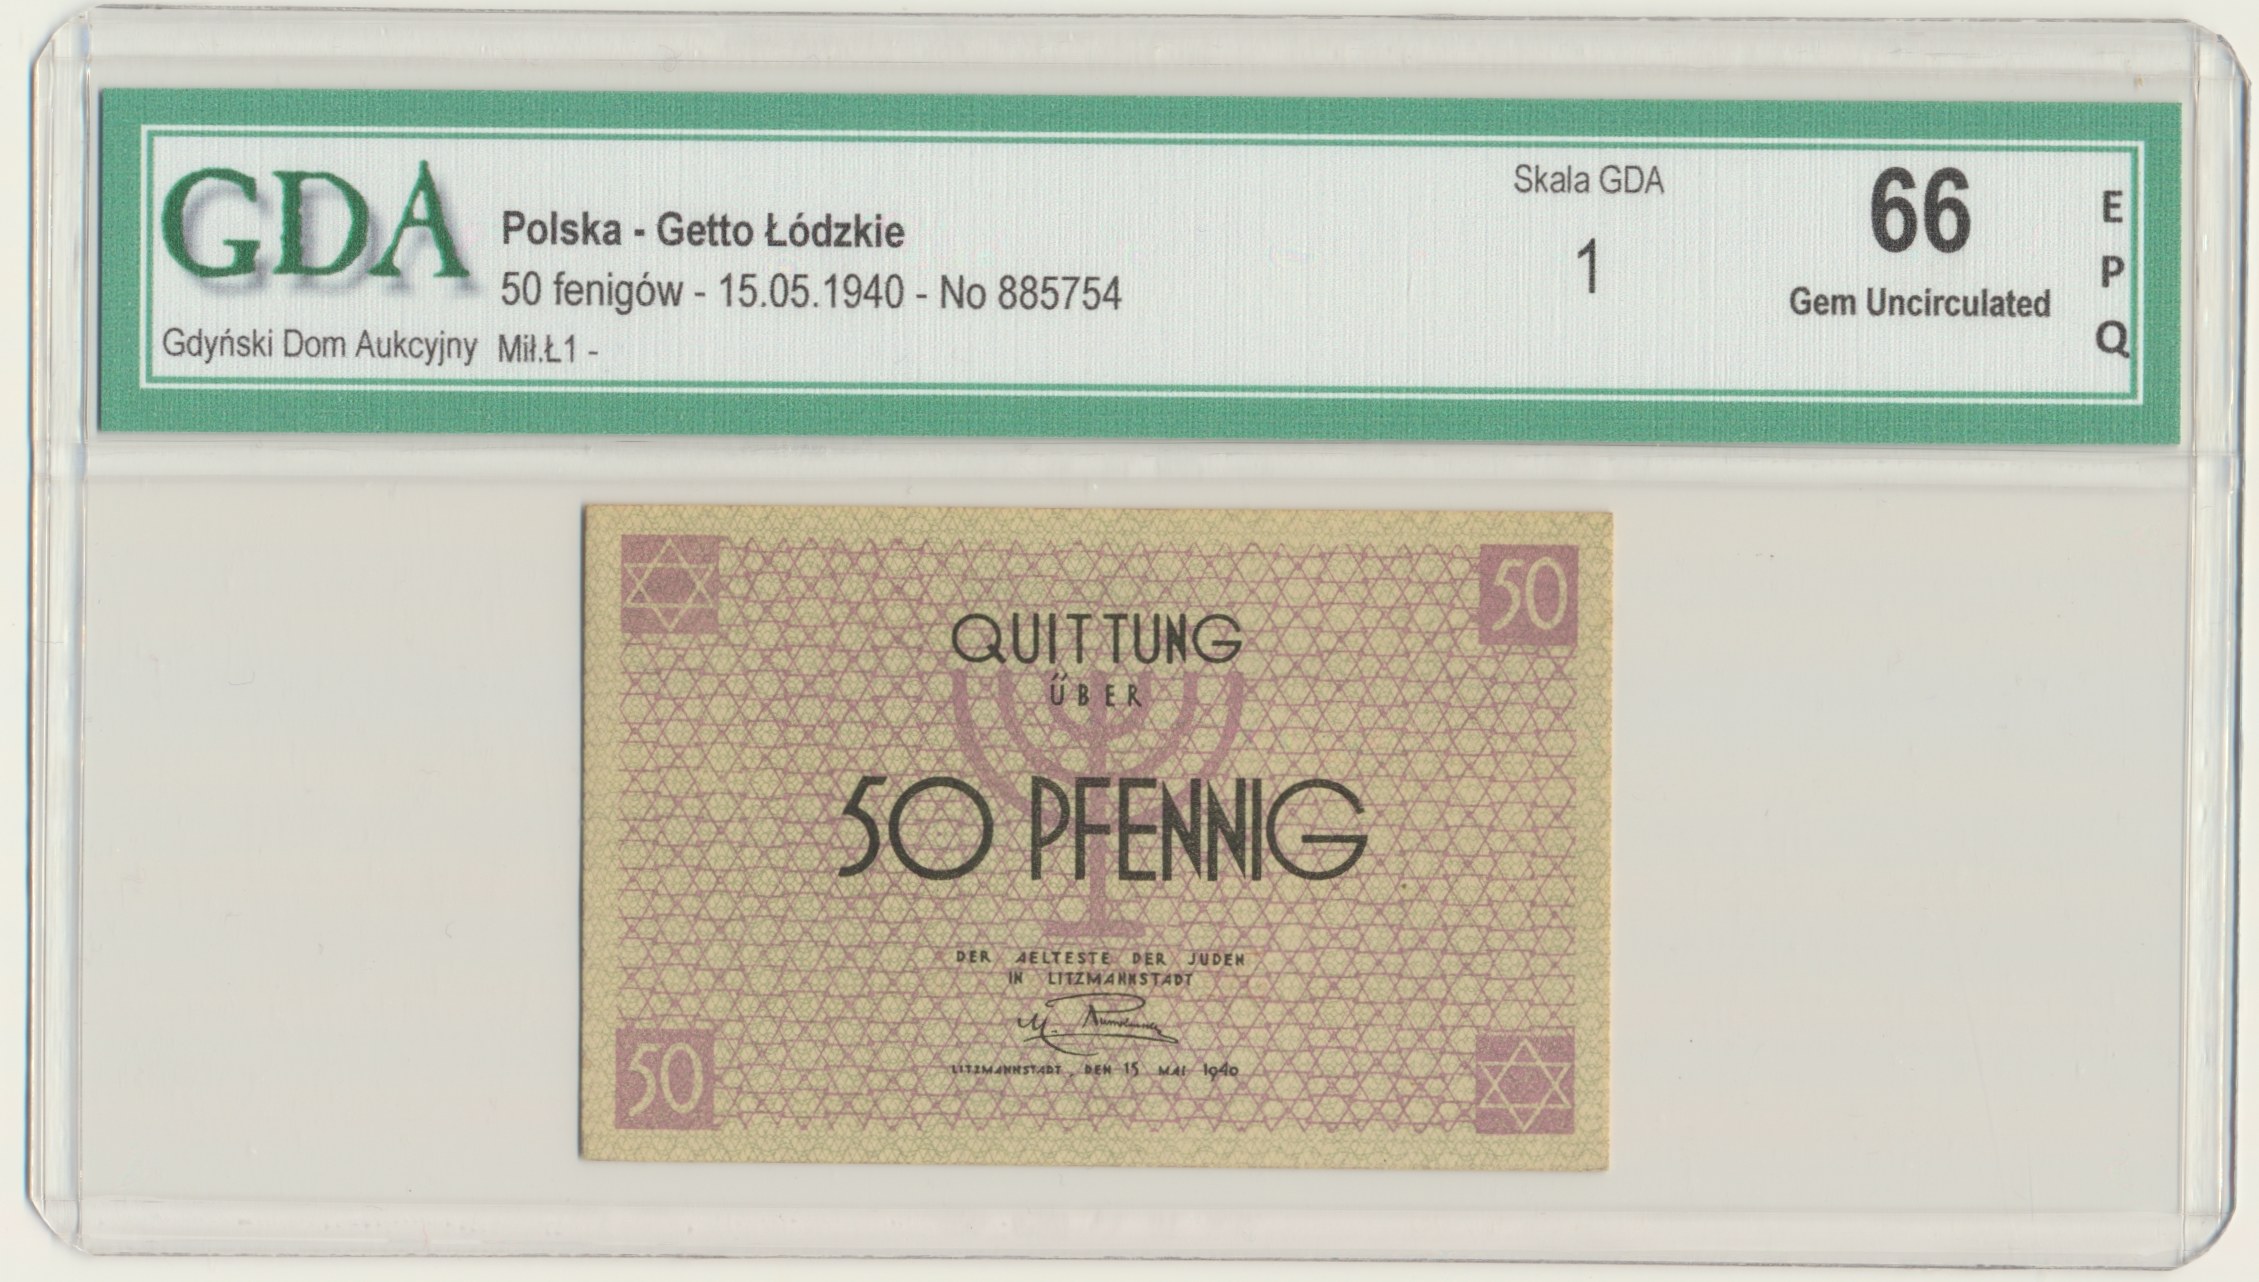 GDA
Polska - Getto Łódzkie
50 fenigów - 15.05.1940 - No 885754
Gdyński Dom Aukcyjny Mił.Ł1 -
Skala GDA
1
66
Gem Uncirculated
E
P
Q
50
QUITTUNG
ÜBER
50 PFENNIG
DER AELTESTE DER JUDEN
IN LITZMANNSTADT
LITZMANNSTADT, DEN 15 MAI 1940
50